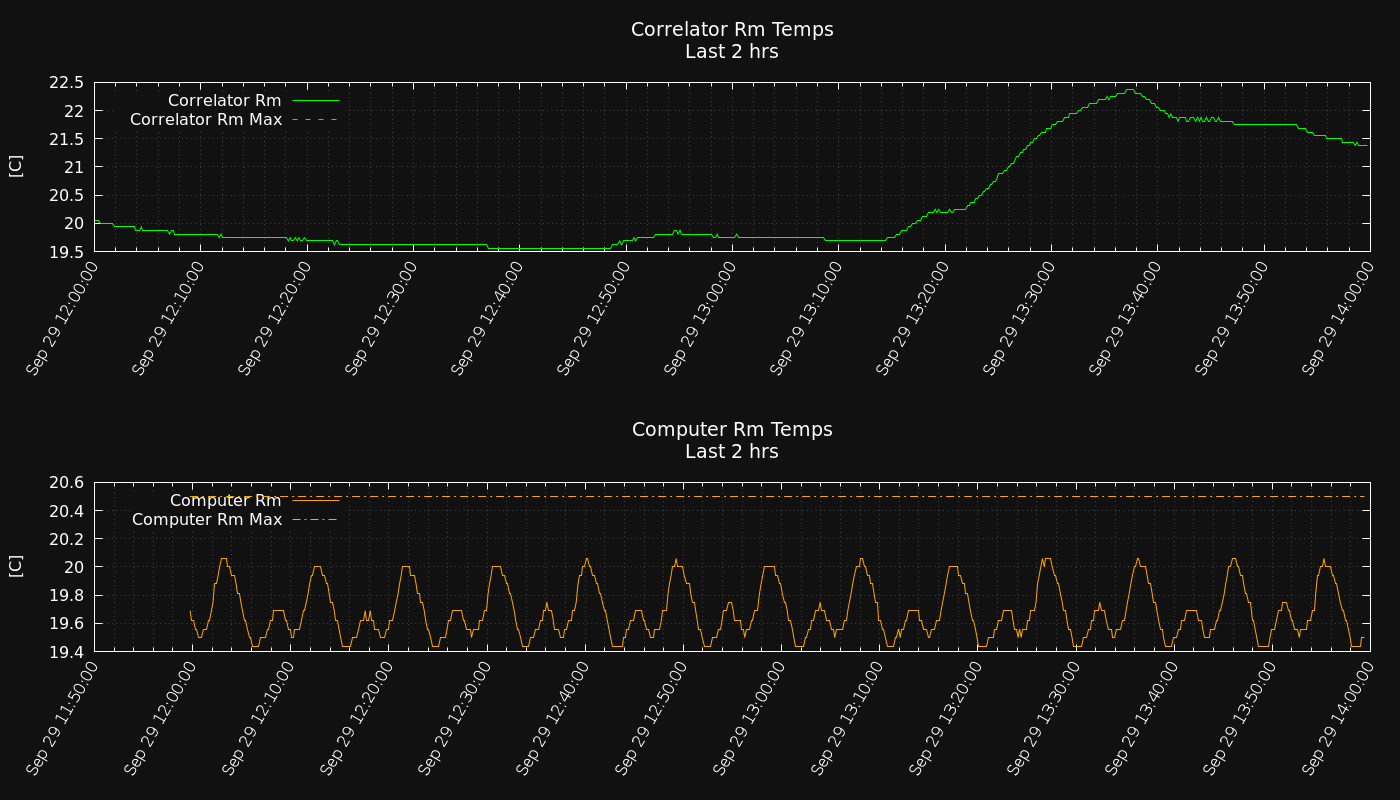 Correlator Rm Temps
Last 2 hrs
22.5
22
21.5
21
20.5
20
19.5
[C]
Correlator Rm
Correlator Rm Max
Sep 29 12:00:00
Sep 29 12:10:00
Sep 29 12:20:00
Sep 29 12:30:00
Sep 29 12:40:00
Sep 29 12:50:00
Sep 29 13:00:00
Sep 29 13:10:00
Sep 29 13:20:00
Sep 29 13:30:00
Sep 29 13:40:00
Sep 29 13:50:00
Sep 29 14:00:00
Computer Rm Temps
Last 2 hrs
20.6
20.4
20.2
20
19.8
19.6
19.4
[C]
Computer Rm
Computer Rm Max
Sep 29 11:50:00
Sep 29 12:00:00
Sep 29 12:10:00
Sep 29 12:20:00
Sep 29 12:30:00
Sep 29 12:40:00
Sep 29 12:50:00
Sep 29 13:00:00
Sep 29 13:10:00
Sep 29 13:20:00
Sep 29 13:30:00
Sep 29 13:40:00
Sep 29 13:50:00
Sep 29 14:00:00